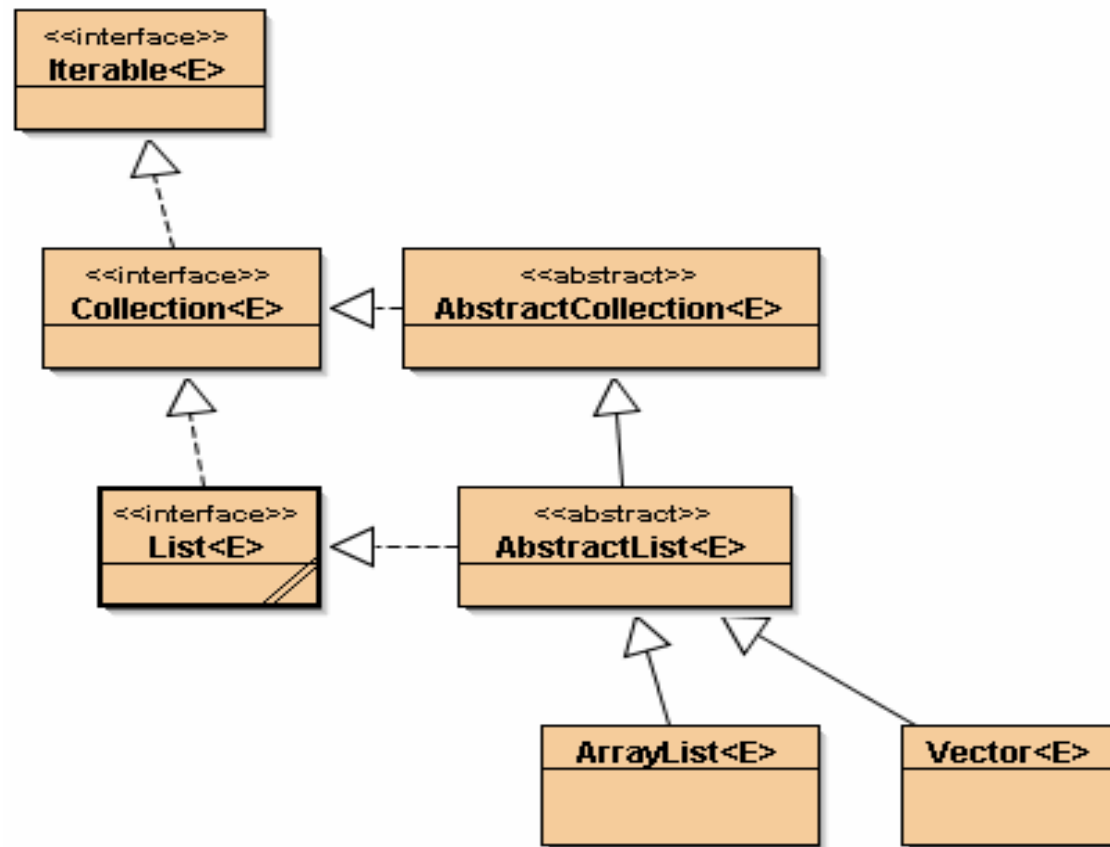 <<interface>>
Iterable<E>
<<interface>>
Collection<E>
<<abstract>>
AbstractCollection<E>
<<interface>>
List<E>
<<abstract>>
AbstractList<E>
ArrayList<E>
Vector<E>